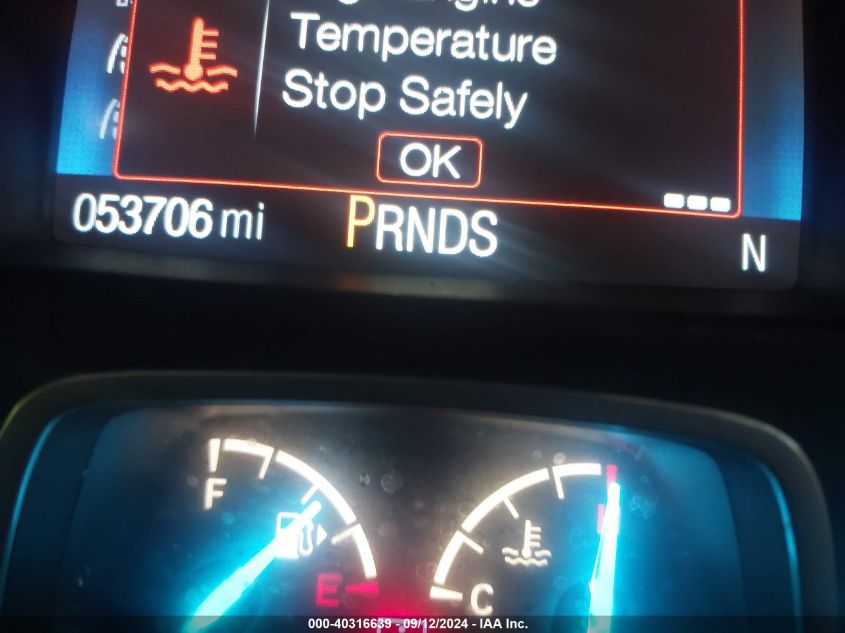 Temperature
Stop Safely
OK
053706 mi PRNDS N
F E C
000-40316639 - 09/12/2024 - IAA Inc.